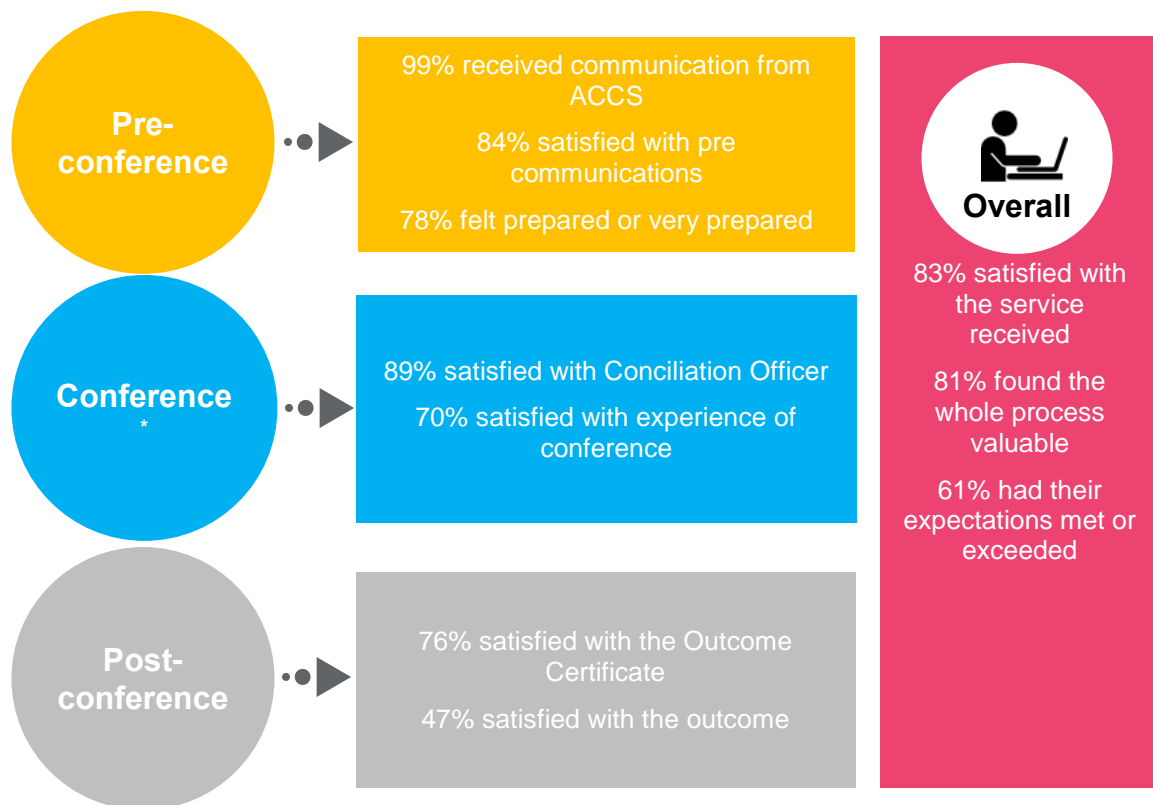 Pre-
conference
99% received communication from
ACCS
84% satisfied with pre
communications
78% felt prepared or very prepared
Conference
*
89% satisfied with Conciliation Officer
70% satisfied with experience of
conference
Post-
conference
76% satisfied with the Outcome
Certificate
47% satisfied with the outcome
Overall
83% satisfied with
the service
received
81% found the
whole process
valuable
61% had their
expectations met or
exceeded